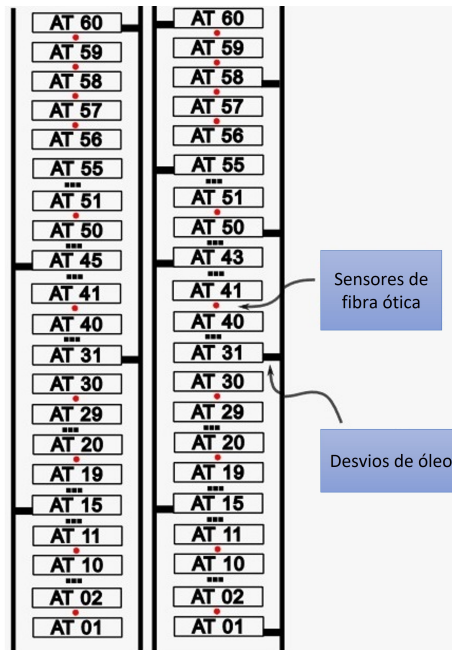 AT 60
AT 59
AT 58
AT 57
AT 56
AT 55
AT 51
AT 50
AT 45
AT 41
AT 40
AT 31
AT 30
AT 29
AT 20
AT 19
AT 15
AT 11
AT 10
AT 02
AT 01
AT 60
AT 59
AT 58
AT 57
AT 56
AT 55
AT 51
AT 50
AT 43
AT 41
AT 40
AT 31
AT 30
AT 29
AT 20
AT 19
AT 15
AT 11
AT 10
AT 02
AT 01
Sensores de
fibra ótica
Desvios de óleo